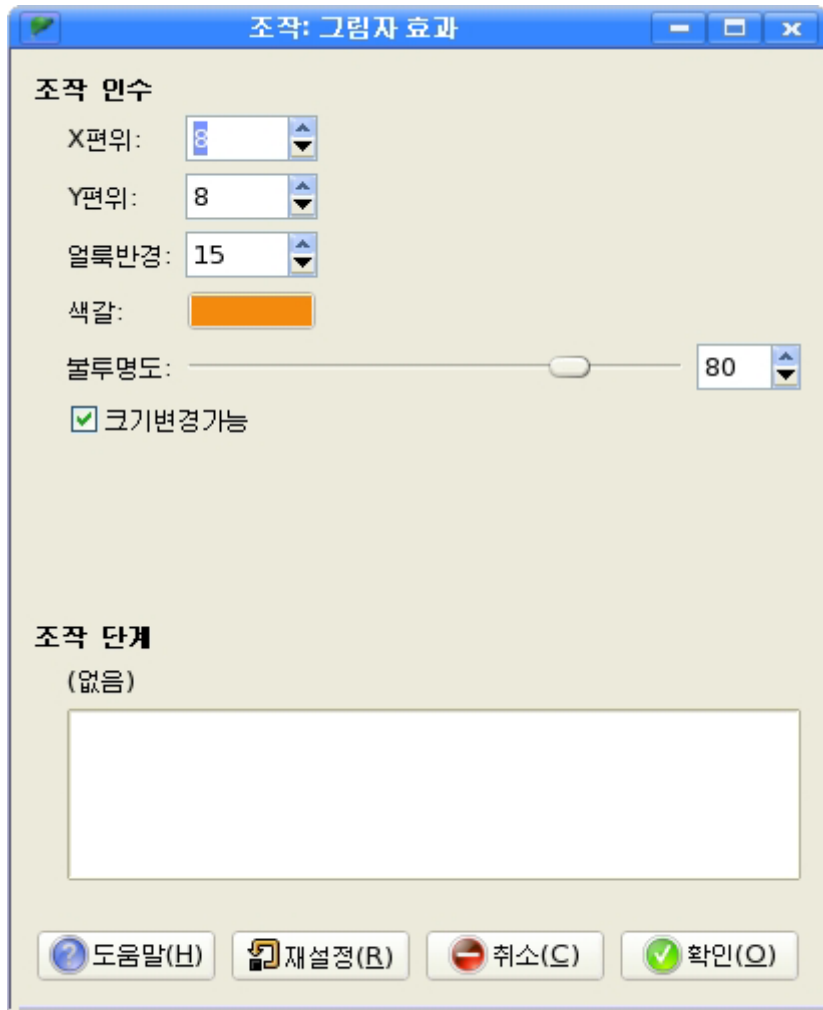 조작: 그림자 효과
조작 인수
X편위: 8
Y편위: 8
얼룩반경: 15
색갈:
불투명도: 80
크기변경가능
조작 단계
(없음)
도움말(H) 재설정(R) 취소(C) 확인(O)